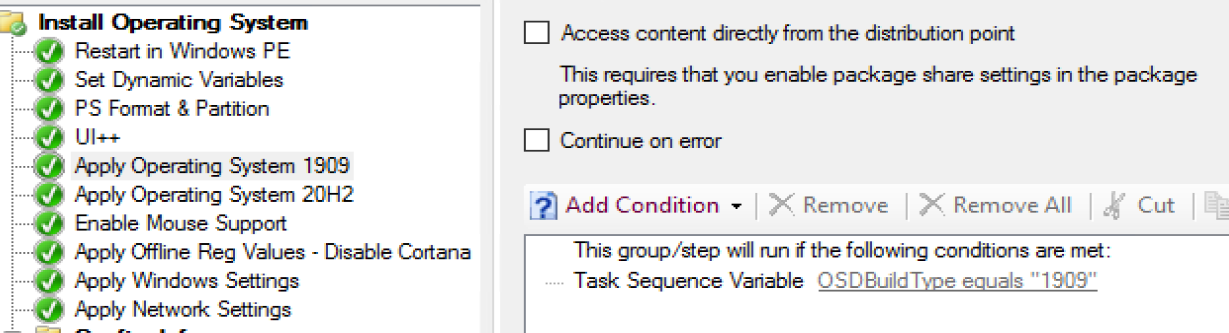 Install Operating System
Restart in Windows PE
Set Dynamic Variables
PS Format & Partition
UI++
Apply Operating System 1909
Apply Operating System 20H2
Enable Mouse Support
Apply Offline Reg Values - Disable Cortana
Apply Windows Settings
Apply Network Settings
Access content directly from the distribution point
This requires that you enable package share settings in the package
properties.
Continue on error
Add Condition Remove Remove All Cut
This group/step will run if the following conditions are met:
Task Sequence Variable OSDBuildType equals "1909"